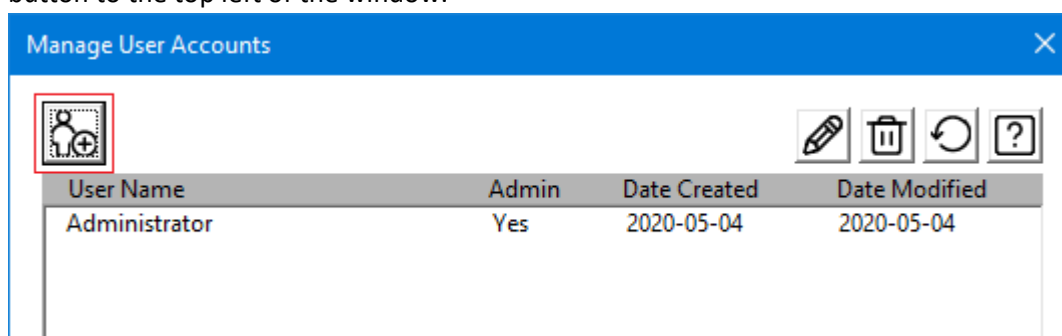 button to the top left of the window.
Manage User Accounts
User Name Admin Date Created Date Modified
Administrator Yes 2020-05-04 2020-05-04